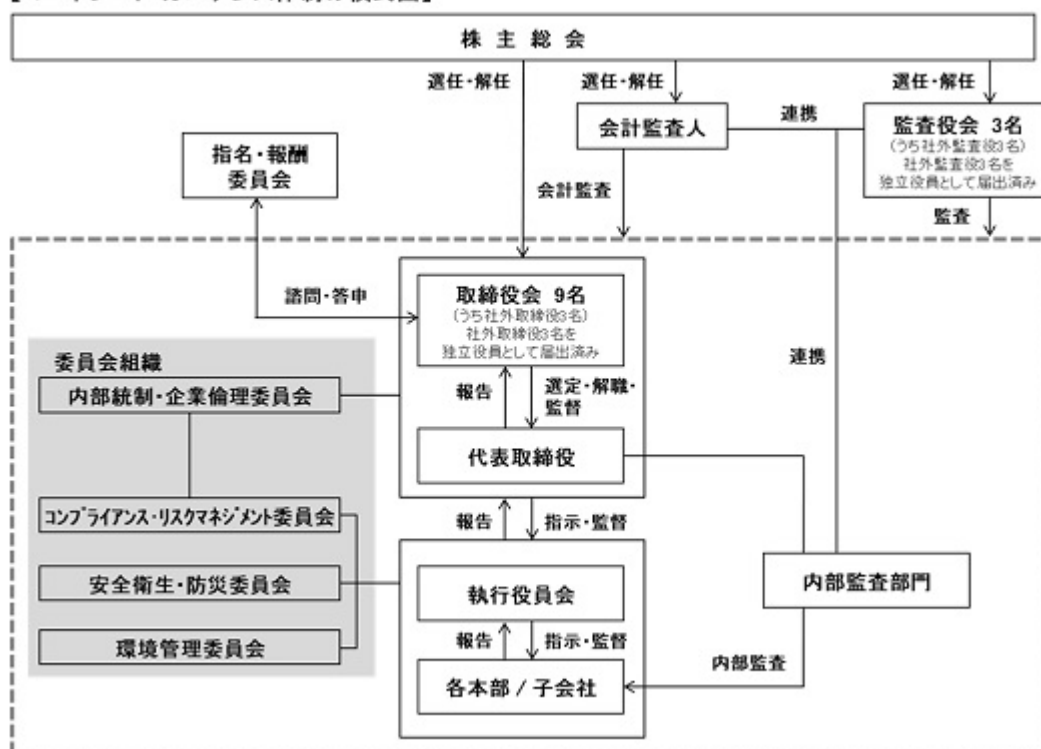 株主総会
選任・解任
選任・解任
選任・解任
会計監査人
連携
監査役会 3名
(うち社外監査役3名)
社外監査役3名を
独立役員として届出済み
指名・報酬
委員会
会計監査
監査
諮問・答申
取締役会 9名
(うち社外取締役3名)
社外取締役3名を
独立役員として届出済み
委員会組織
内部統制・企業倫理委員会
報告
選定・解職・
監督
連携
代表取締役
コンプライアンス・リスクマネジメント委員会
報告
指示・監督
安全衛生・防災委員会
執行役員会
内部監査部門
環境管理委員会
報告
指示・監督
内部監査
各本部 / 子会社